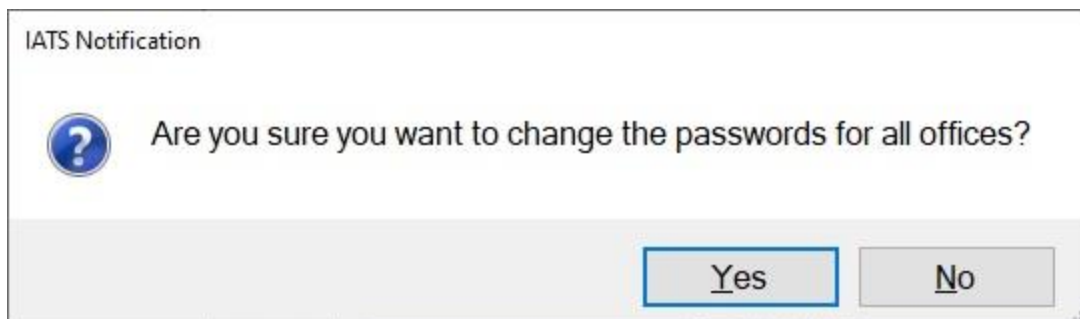 IATS Notification
Are you sure you want to change the passwords for all offices?
Yes No